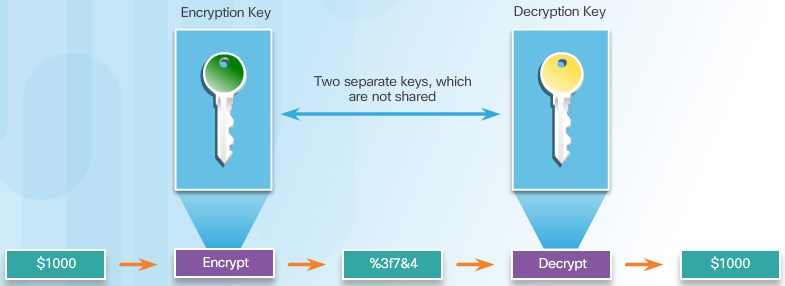 Encryption Key
Decryption Key
Two separate keys, which
are not shared
$1000
Encrypt
%3f7&4
Decrypt
$1000